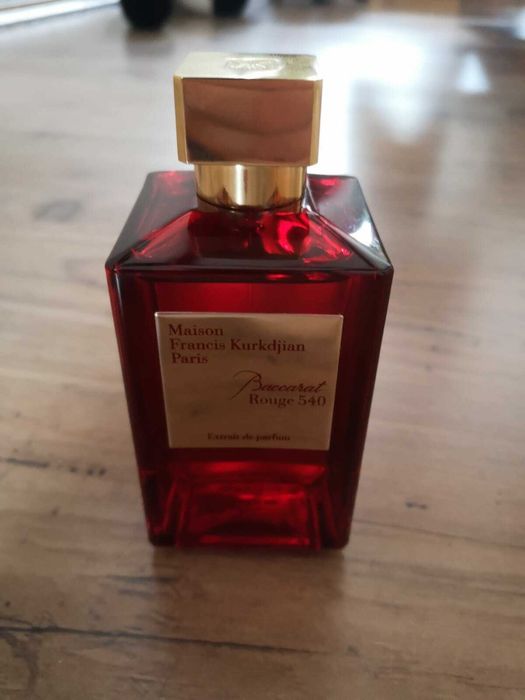 Maison
Francis Kurkdjian
Paris
Baccarat
Rouge 540
Extrait de parfum